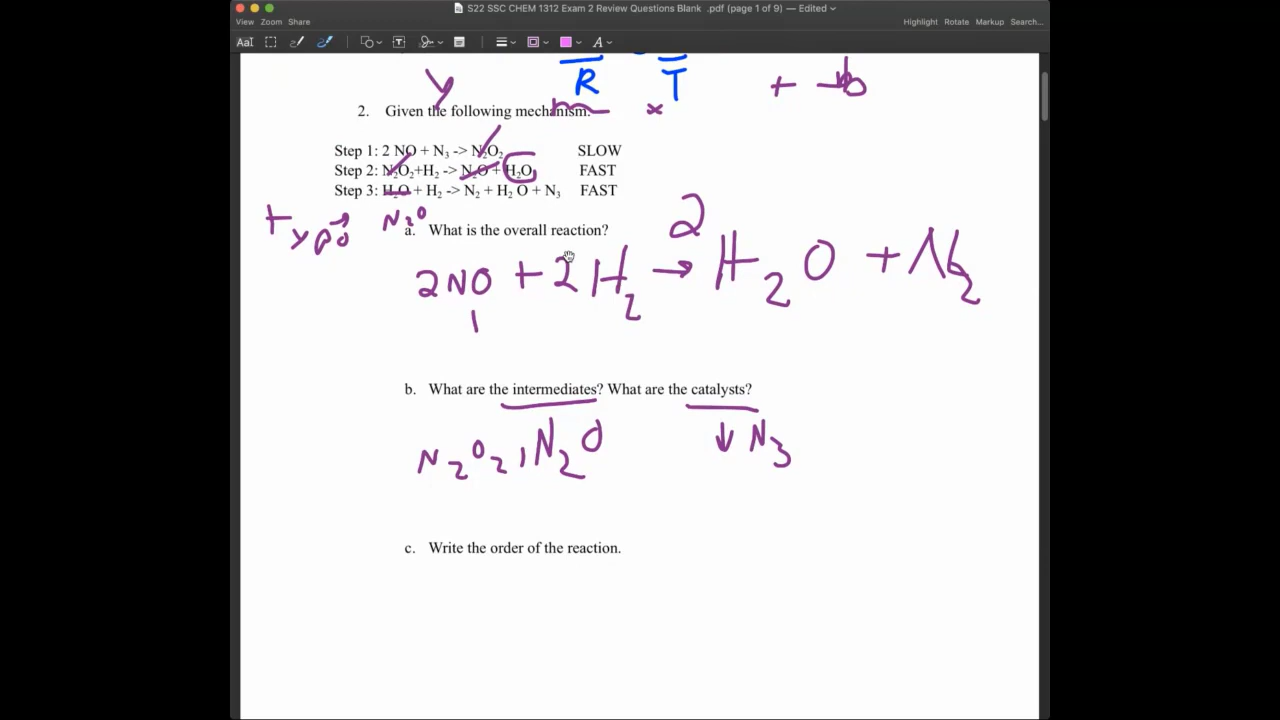 S22 SSC CHEM 1312 Exam 2 Review Questions Blank .pdf (page 1 of 9) — Edited
View Zoom Share Highlight Rotate Markup Search...
y R T + b
m x
2. Given the following mechanism:
Step 1: 2 NO + N3 -> N2O2 SLOW
Step 2: N2O2+H2 -> N2O + H2O FAST
Step 3: H2O + H2 -> N2 + H2 O + N3 FAST
typo → N2O
a. What is the overall reaction?
2NO + 2H2 → 2H2O + N2
b. What are the intermediates? What are the catalysts?
N2O2, N2O ↓ N3
c. Write the order of the reaction.